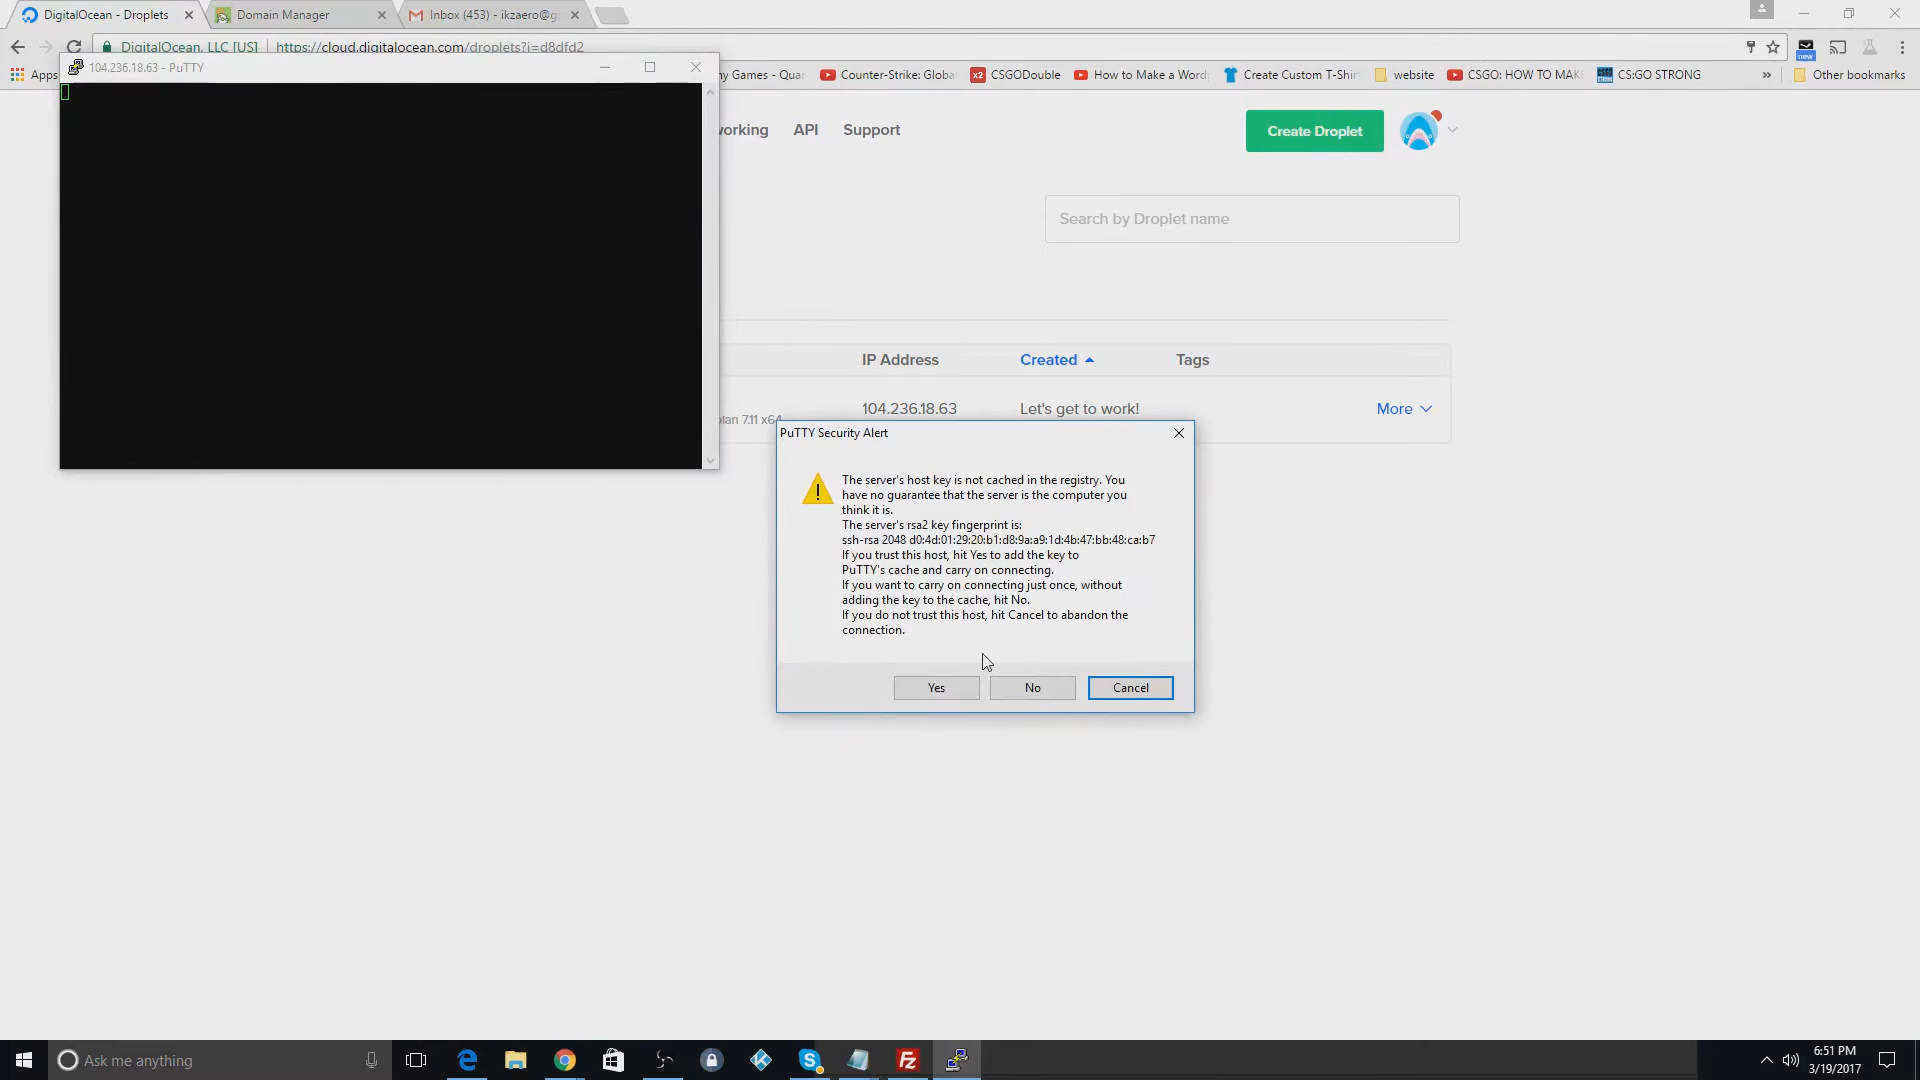 DigitalOcean - Droplets
Domain Manager
Inbox (453) - ikzaero@g
DigitalOcean, LLC [US]
https://cloud.digitalocean.com/droplets?i=d8dfd2
Apps
ny Games - Quar
Counter-Strike: Globa
CSGODouble
How to Make a Word
Create Custom T-Shir
website
CSGO: HOW TO MAK
CS:GO STRONG
»
Other bookmarks
new
104.236.18.63 - PuTTY
working
API
Support
Create Droplet
Search by Droplet name
IP Address
Created
Tags
bian 7.11 x64
104.236.18.63
Let's get to work!
More
PuTTY Security Alert
The server's host key is not cached in the registry. You
have no guarantee that the server is the computer you
think it is.
The server's rsa2 key fingerprint is:
ssh-rsa 2048 d0:4d:01:29:20:b1:d8:9a:a9:1d:4b:47:bb:48:ca:b7
If you trust this host, hit Yes to add the key to
PuTTY's cache and carry on connecting.
If you want to carry on connecting just once, without
adding the key to the cache, hit No.
If you do not trust this host, hit Cancel to abandon the
connection.
Yes
No
Cancel
Ask me anything
6:51 PM
3/19/2017